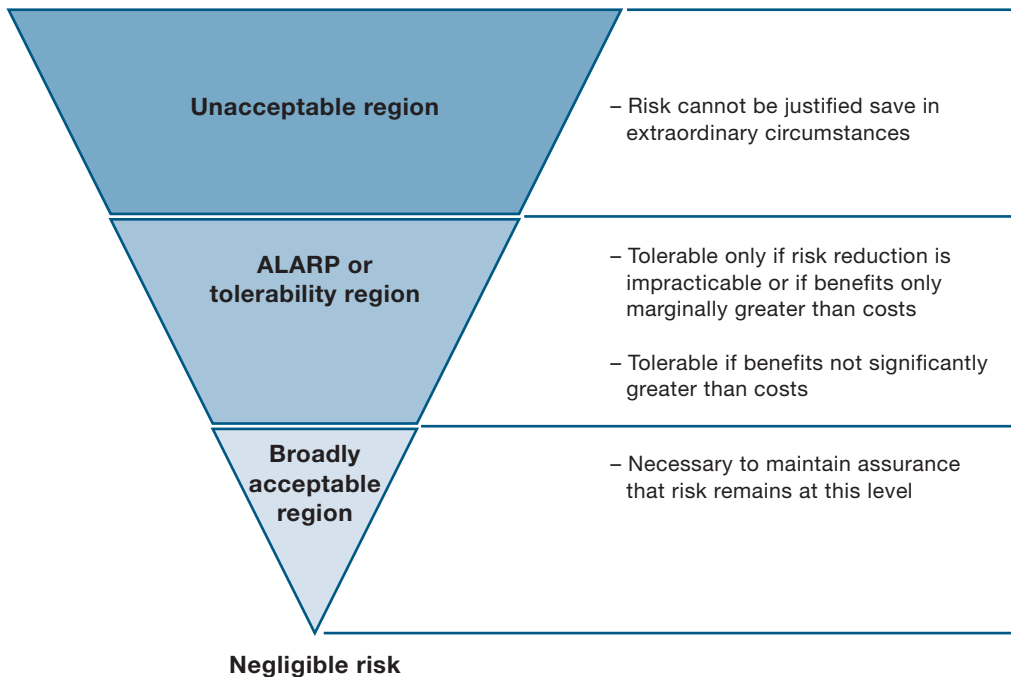 Unacceptable region
– Risk cannot be justified save in
extraordinary circumstances
ALARP or
tolerability region
– Tolerable only if risk reduction is
impracticable or if benefits only
marginally greater than costs
– Tolerable if benefits not significantly
greater than costs
Broadly
acceptable
region
– Necessary to maintain assurance
that risk remains at this level
Negligible risk